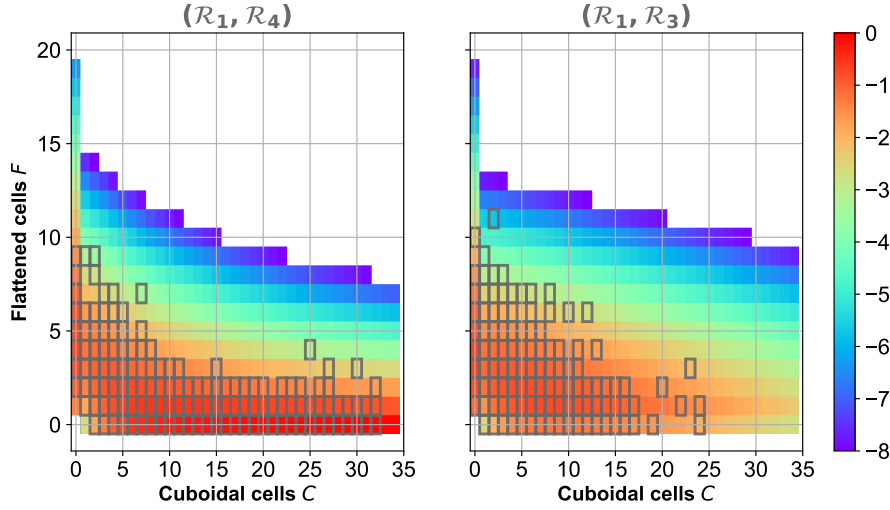 (ℛ₁, ℛ₄) (ℛ₁, ℛ₃)
20
15
10
5
0
Flattened cells F
0 5 10 15 20 25 30 35
0 5 10 15 20 25 30 35
Cuboidal cells C
Cuboidal cells C
0
−1
−2
−3
−4
−5
−6
−7
−8